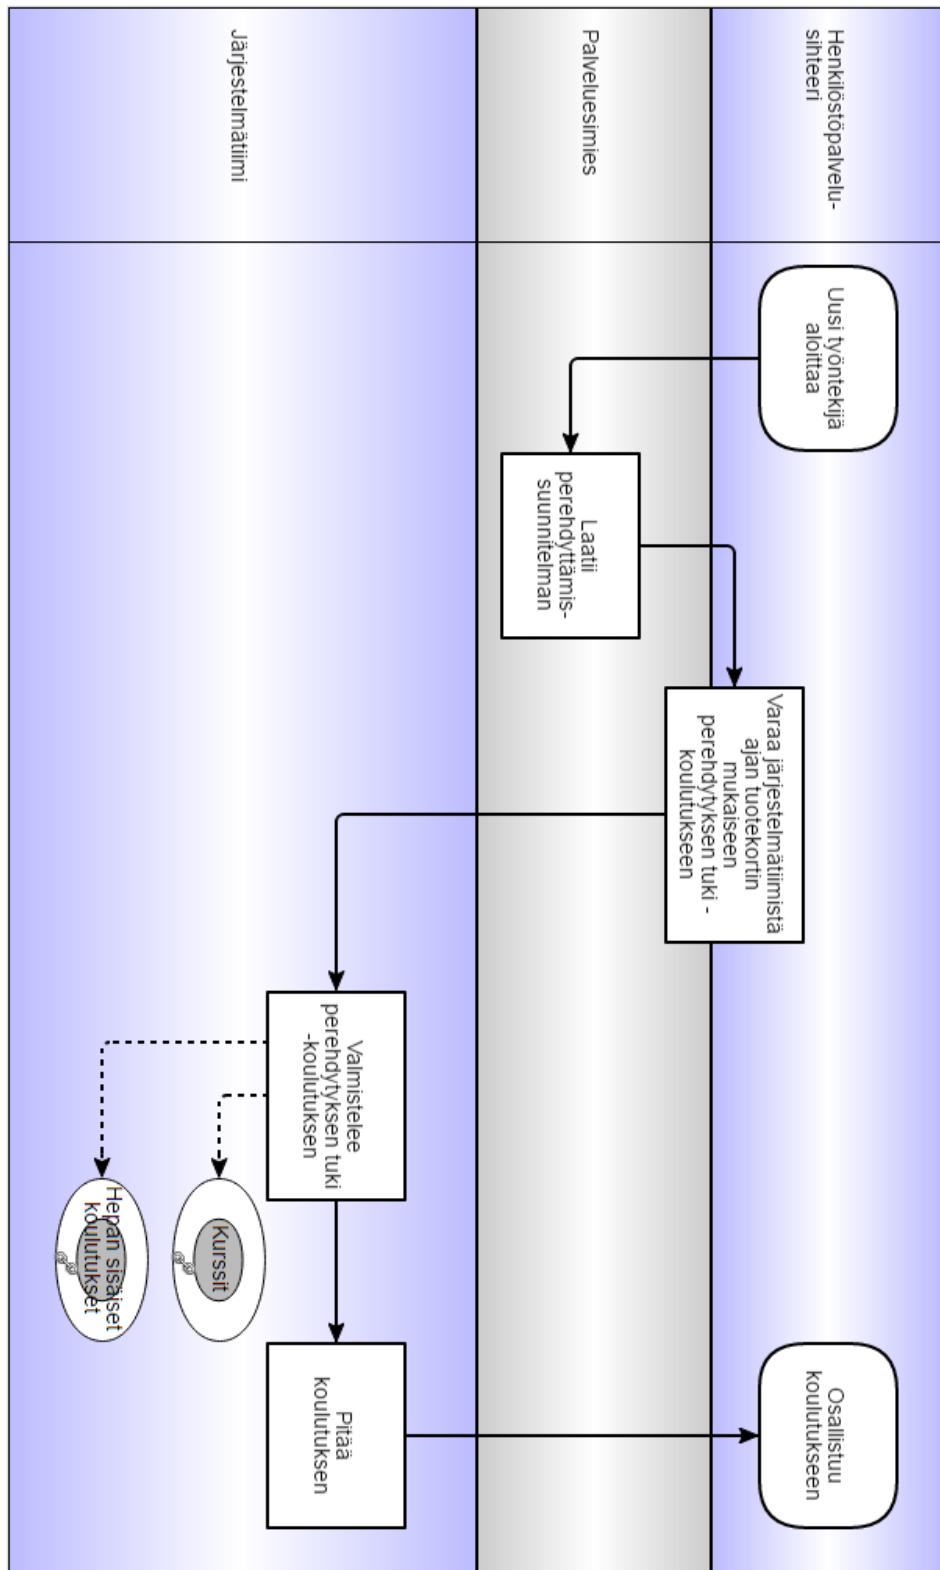 Henkilöstöpalvelu-
sihteeri
Palveluesimies
Järjestelmätiimi
Uusi työntekijä
aloittaa
Laatii
perehdyttämis-
suunnitelman
Varaa järjestelmätiimistä
ajan tuotekortin
mukaiseen
perehdytyksen tuki -
koulutukseen
Valmistelee
perehdytyksen tuki
-koulutuksen
Kurssit
Hepan sisäiset
koulutukset
Pitää
koulutuksen
Osallistuu
koulutukseen